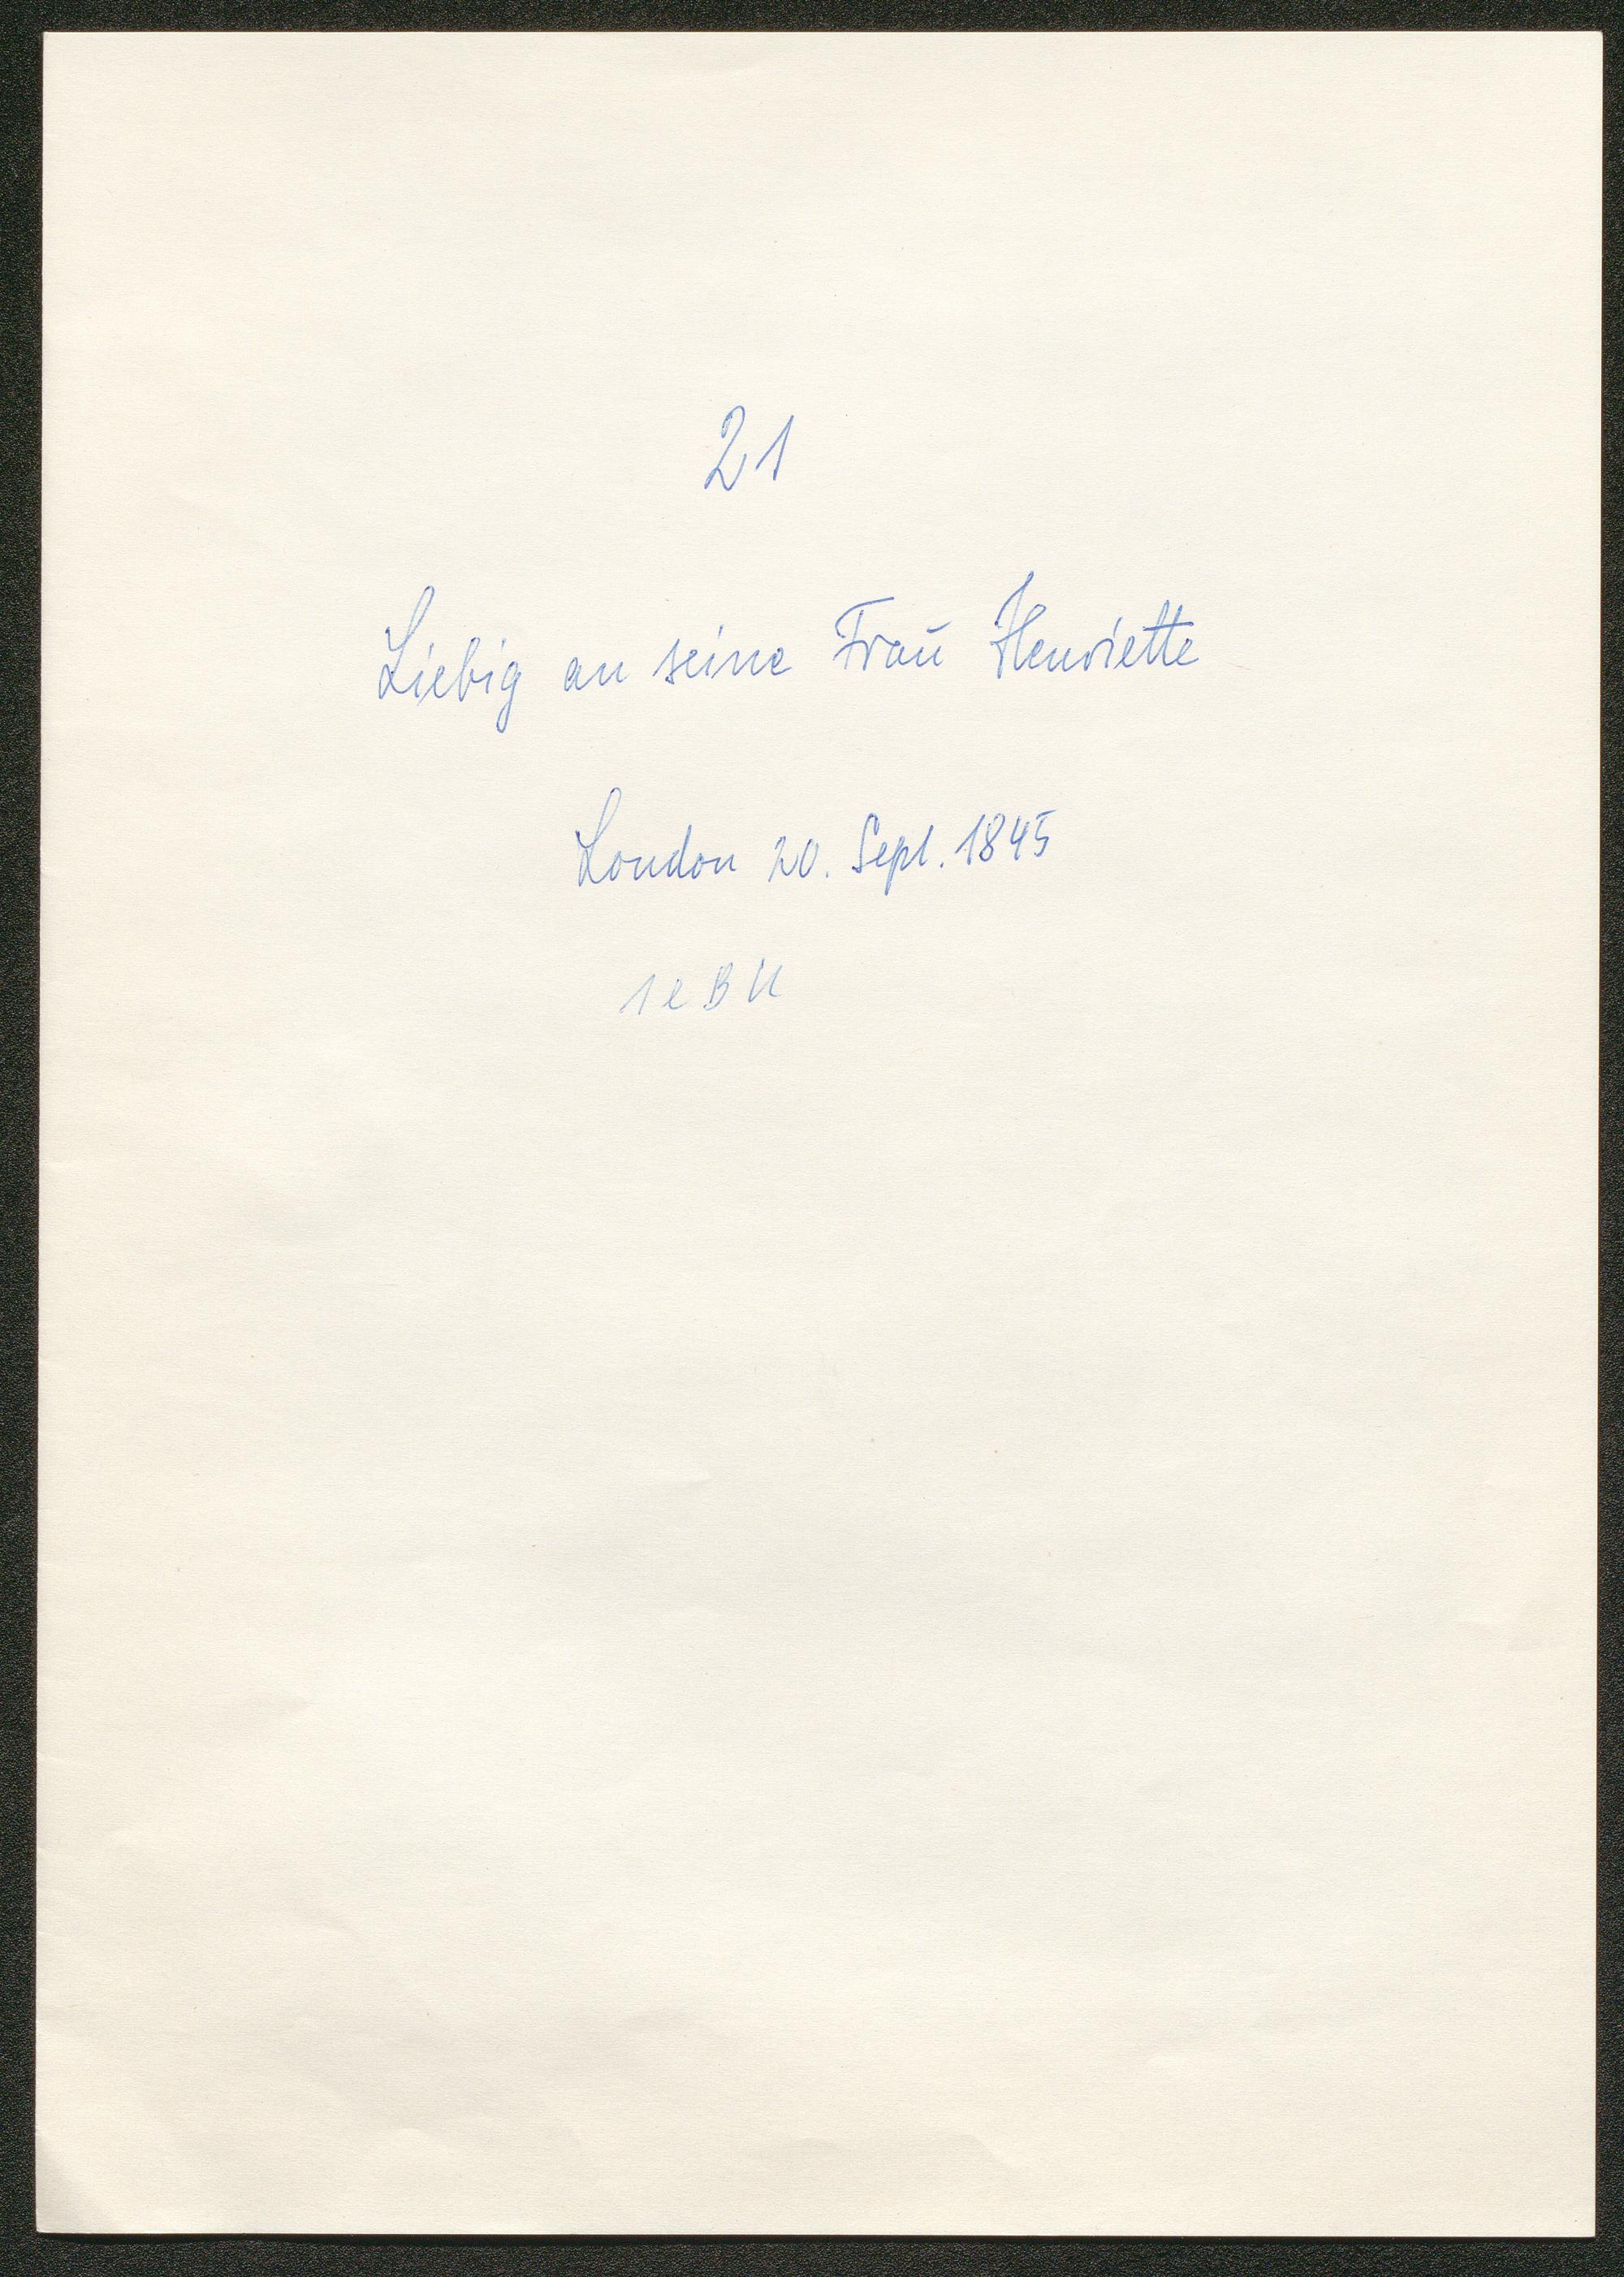 21
Liebig an seine Frau Henriette
London 20. Sept. 1845
1 e B U